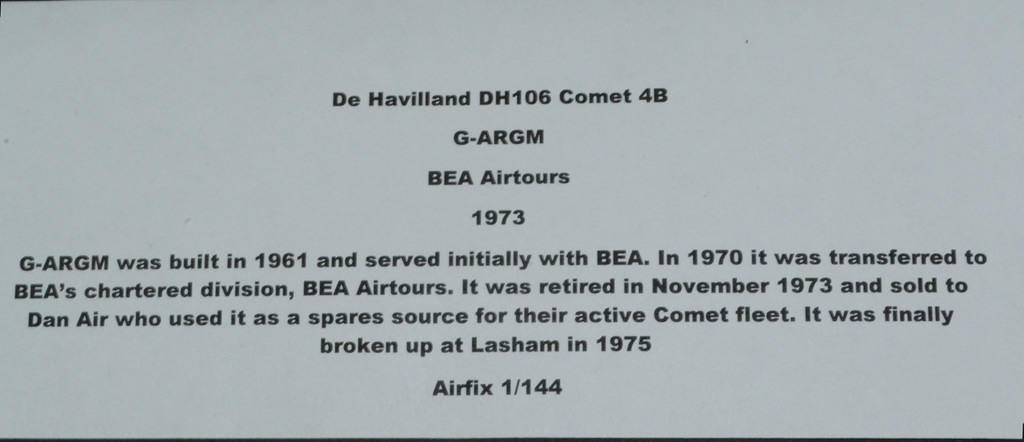 De Havilland DH106 Comet 4B
G-ARGM
BEA Airtours
1973
G-ARGM was built in 1961 and served initially with BEA. In 1970 it was transferred to
BEA's chartered division, BEA Airtours. It was retired in November 1973 and sold to
Dan Air who used it as a spares source for their active Comet fleet. It was finally
broken up at Lasham in 1975
Airfix 1/144